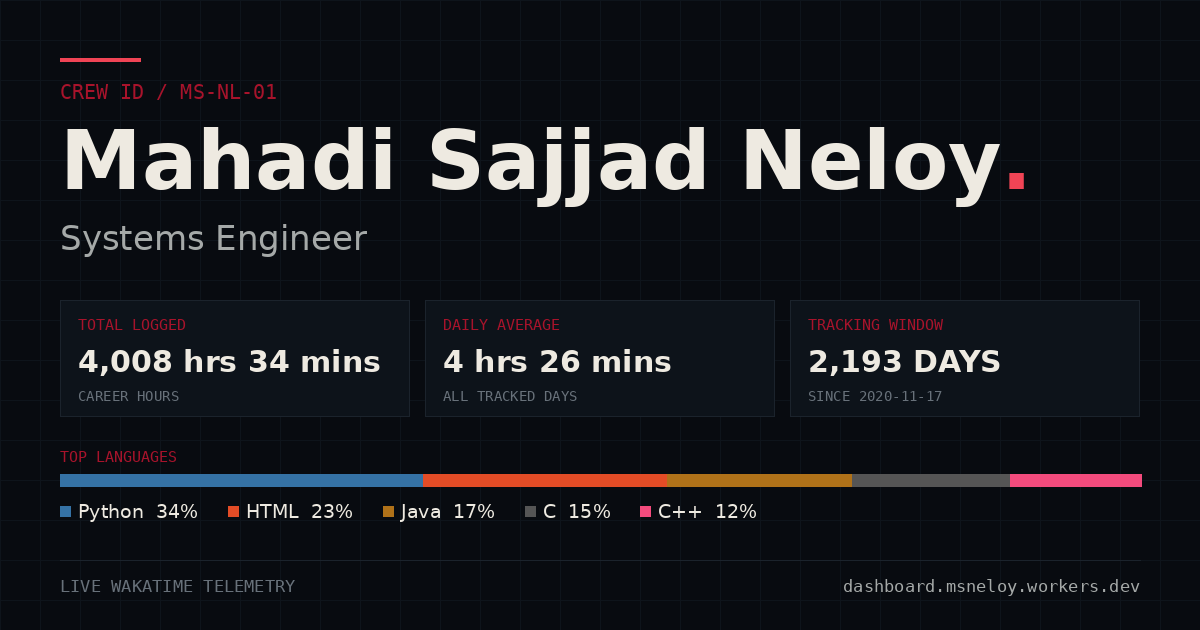 CREW ID / MS-NL-01
Mahadi Sajjad Neloy.
Systems Engineer
TOTAL LOGGED
4,008 hrs 34 mins
CAREER HOURS
DAILY AVERAGE
4 hrs 26 mins
ALL TRACKED DAYS
TRACKING WINDOW
2,193 DAYS
SINCE 2020-11-17
TOP LANGUAGES
Python 34% HTML 23% Java 17% C 15% C++ 12%
LIVE WAKATIME TELEMETRY
dashboard.msneloy.workers.dev